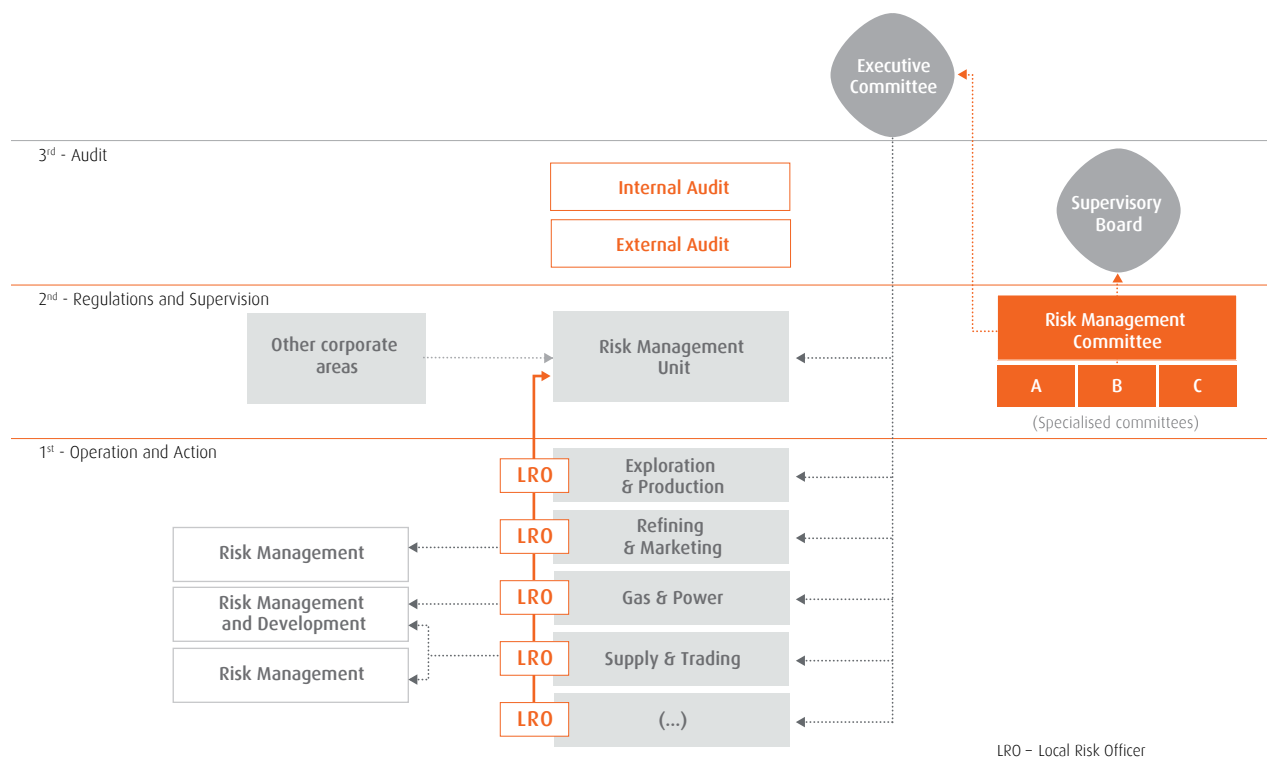 Executive
Committee
3rd - Audit
Internal Audit
External Audit
Supervisory
Board
2nd - Regulations and Supervision
Other corporate
areas
Risk Management
Unit
Risk Management
Committee
A B C
(Specialised committees)
1st - Operation and Action
LRO
Exploration
& Production
LRO
Refining
& Marketing
Risk Management
LRO
Gas & Power
Risk Management
and Development
LRO
Supply & Trading
Risk Management
LRO
(...)
LRO – Local Risk Officer